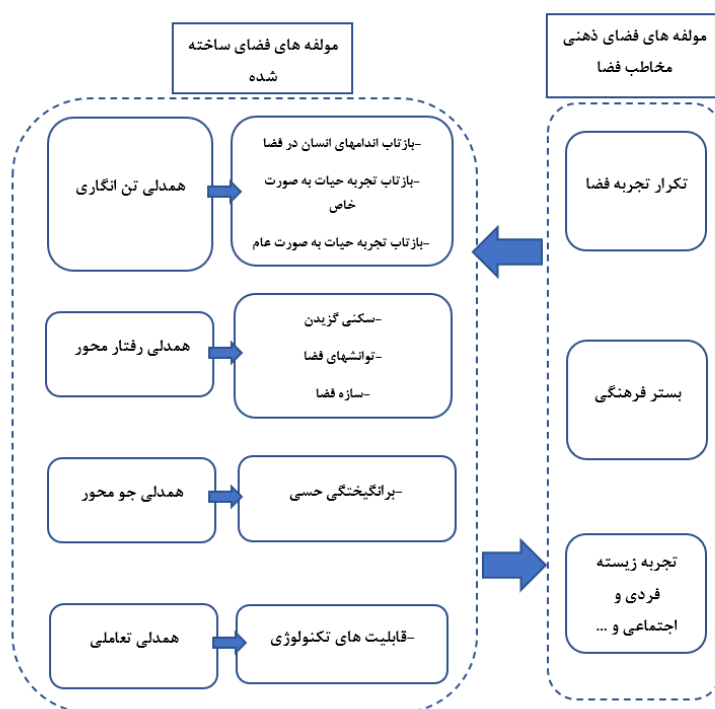 مولفه های فضای ذهنی
مخاطب فضا
تکرار تجربه فضا
بستر فرهنگی
تجربه زیسته
فردی و
اجتماعی و ...
مولفه های فضای ساخته
شده
همدلی تن انگاری
-بازتاب اندامهای انسان در فضا
-بازتاب تجربه حیات به صورت
خاص
-بازتاب تجربه حیات به صورت عام
همدلی رفتار محور
-سکنی گزیدن
-توانشهای فضا
-سازه فضا
همدلی جو محور
-برانگیختگی حسی
همدلی تعاملی
-قابلیت های تکنولوژی